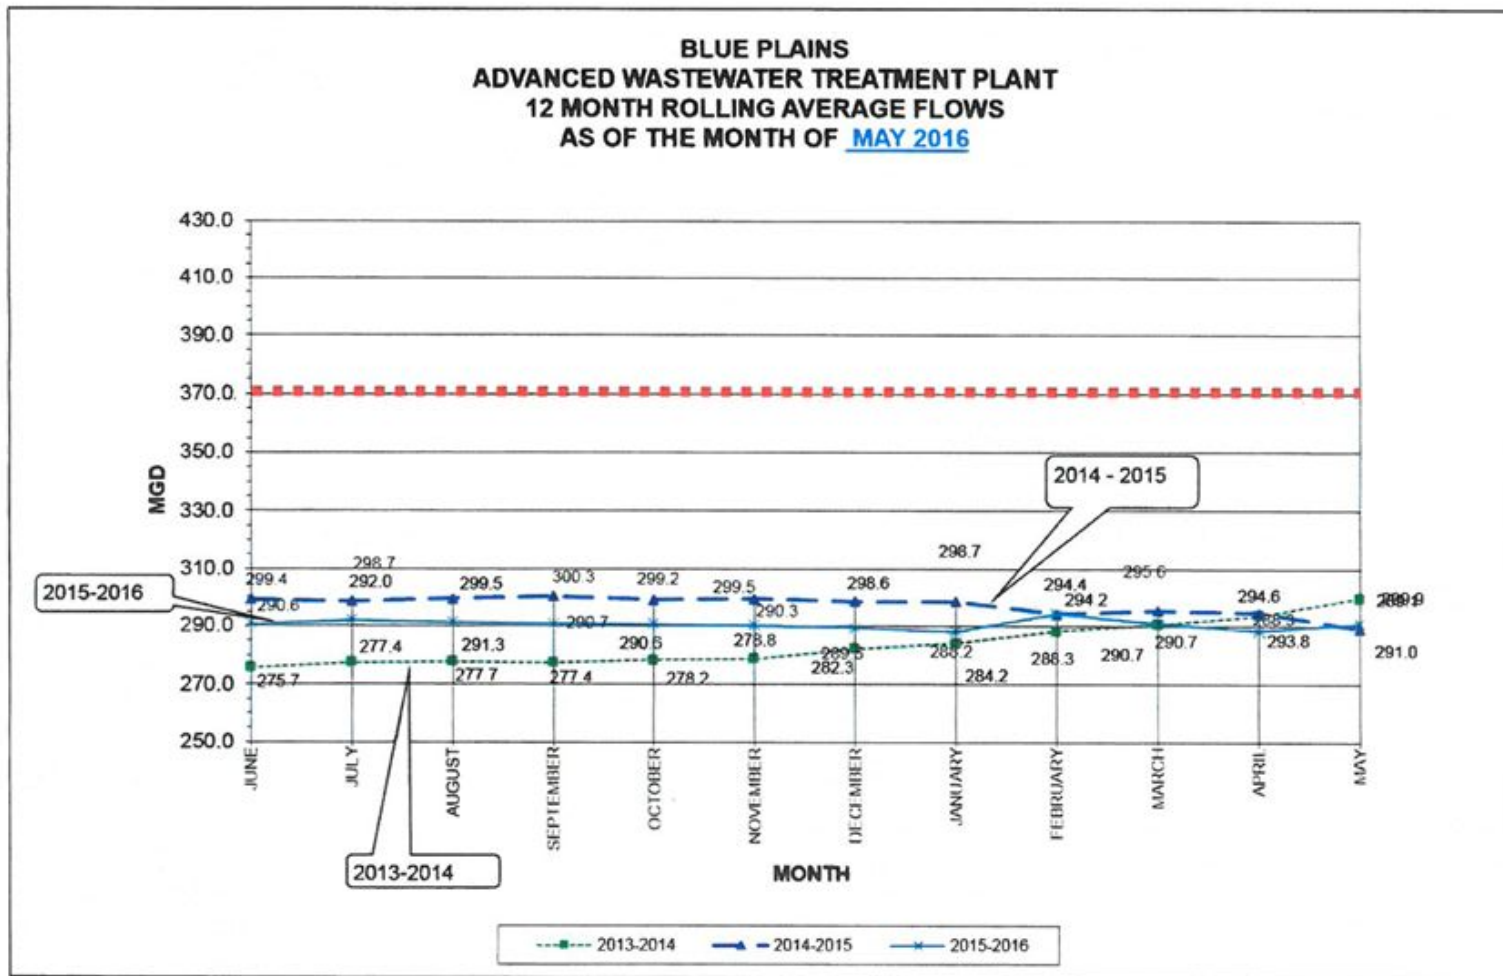 BLUE PLAINS
ADVANCED WASTEWATER TREATMENT PLANT
12 MONTH ROLLING AVERAGE FLOWS
AS OF THE MONTH OF MAY 2016
430.0
410.0
390.0
370.0
350.0
330.0
310.0
290.0
270.0
250.0
MGD
2014 - 2015
2015-2016
2013-2014
299.4
298.7
299.5
300.3
299.2
299.5
298.6
298.7
294.4
295.6
294.6
290.6
292.0
291.3
290.7
290.6
290.3
288.2
294.2
290.7
291.0
275.7
277.4
277.7
277.4
278.2
278.8
282.3
284.2
288.3
290.7
293.8
299.9
JUNE
JULY
AUGUST
SEPTEMBER
OCTOBER
NOVEMBER
DECEMBER
JANUARY
FEBRUARY
MARCH
APRIL
MAY
MONTH
2013-2014
2014-2015
2015-2016